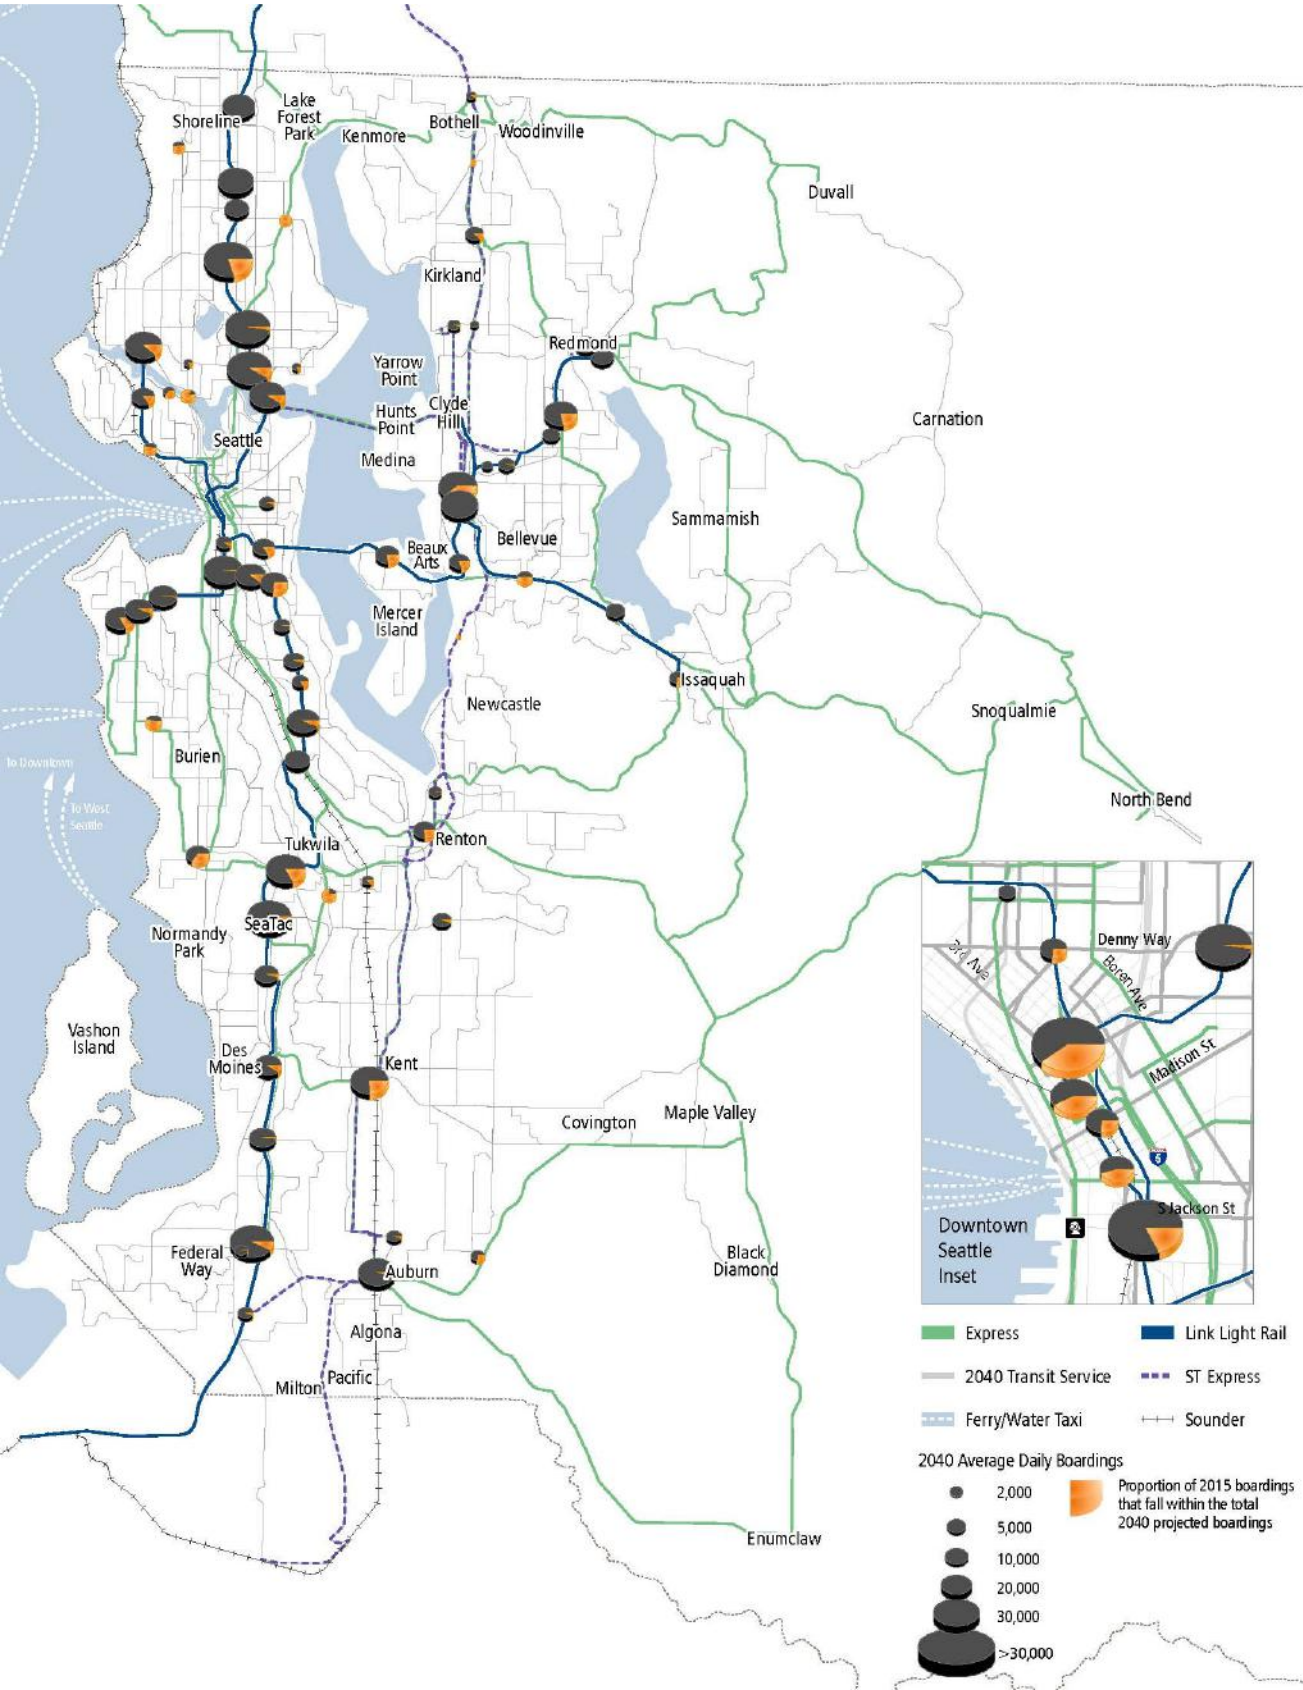 Shoreline
Lake
Forest
Park
Kenmore
Bothell
Woodinville
Duvall
Kirkland
Redmond
Yarrow
Point
Hunts
Point
Clyde
Hill
Carnation
Seattle
Medina
Sammamish
Bellevue
Beaux
Arts
Mercer
Island
Issaquah
Newcastle
Snoqualmie
Burien
To Downtown
To West
Seattle
North Bend
Tukwila
Renton
SeaTac
Normandy
Park
Vashon
Island
Des
Moines
Kent
Covington
Maple Valley
Black
Diamond
Federal
Way
Auburn
Algona
Pacific
Milton
Enumclaw
Denny Way
3rd Ave
Boren Ave
Madison St
5
S Jackson St
Downtown
Seattle
Inset
Express
Link Light Rail
2040 Transit Service
ST Express
Ferry/Water Taxi
Sounder
2040 Average Daily Boardings
2,000
5,000
10,000
20,000
30,000
>30,000
Proportion of 2015 boardings
that fall within the total
2040 projected boardings